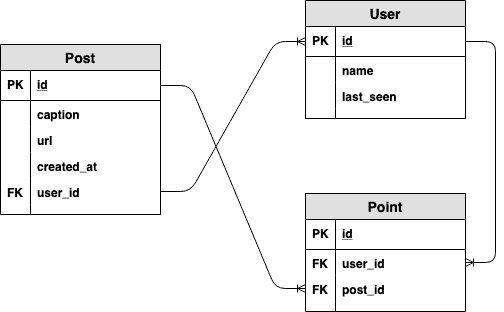 Post
PK id
caption
url
created_at
FK user_id
User
PK id
name
last_seen
Point
PK id
FK user_id
FK post_id